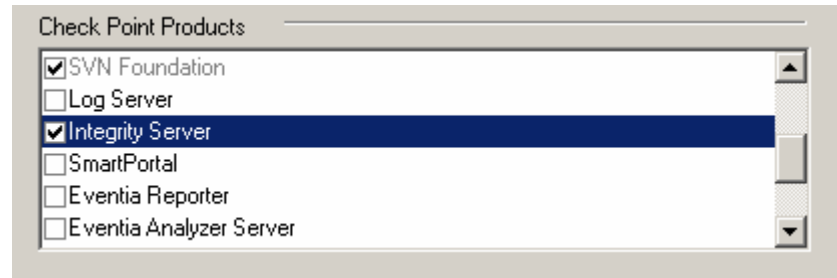 Check Point Products
SVN Foundation
Log Server
Integrity Server
SmartPortal
Eventia Reporter
Eventia Analyzer Server